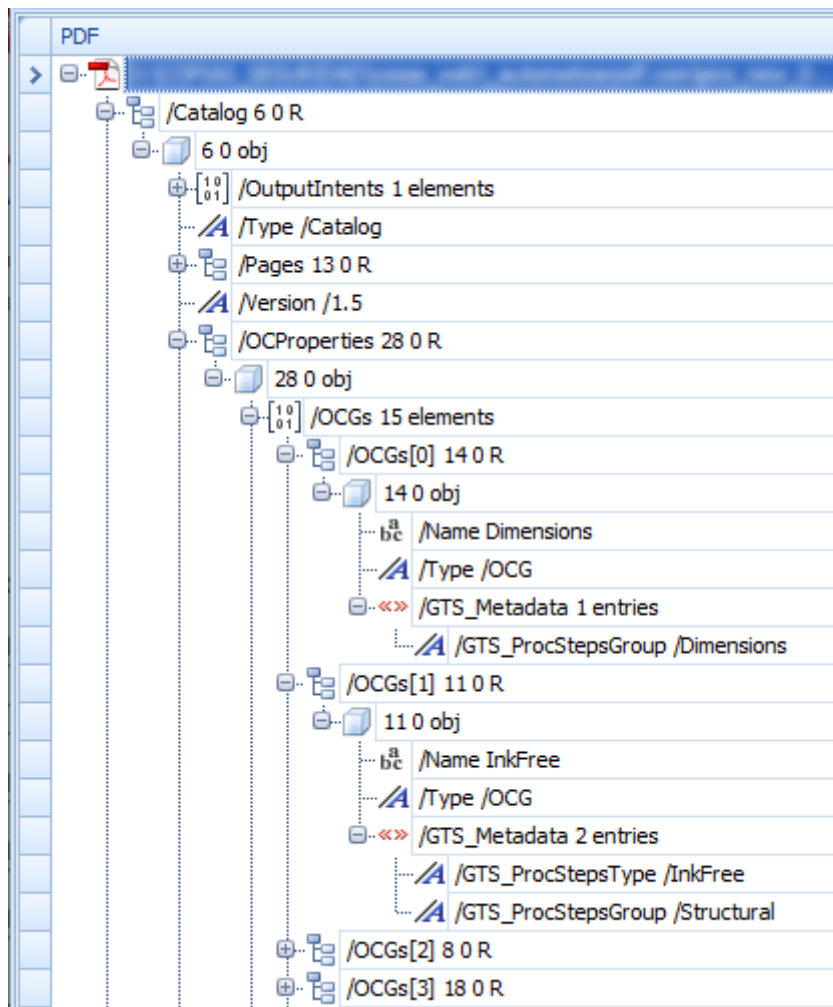 PDF
/Catalog 6 0 R
6 0 obj
/OutputIntents 1 elements
/Type /Catalog
/Pages 13 0 R
/Version /1.5
/OCProperties 28 0 R
28 0 obj
/OCGs 15 elements
/OCGs[0] 14 0 R
14 0 obj
/Name Dimensions
/Type /OCG
/GTS_Metadata 1 entries
/GTS_ProcStepsGroup /Dimensions
/OCGs[1] 11 0 R
11 0 obj
/Name InkFree
/Type /OCG
/GTS_Metadata 2 entries
/GTS_ProcStepsType /InkFree
/GTS_ProcStepsGroup /Structural
/OCGs[2] 8 0 R
/OCGs[3] 18 0 R